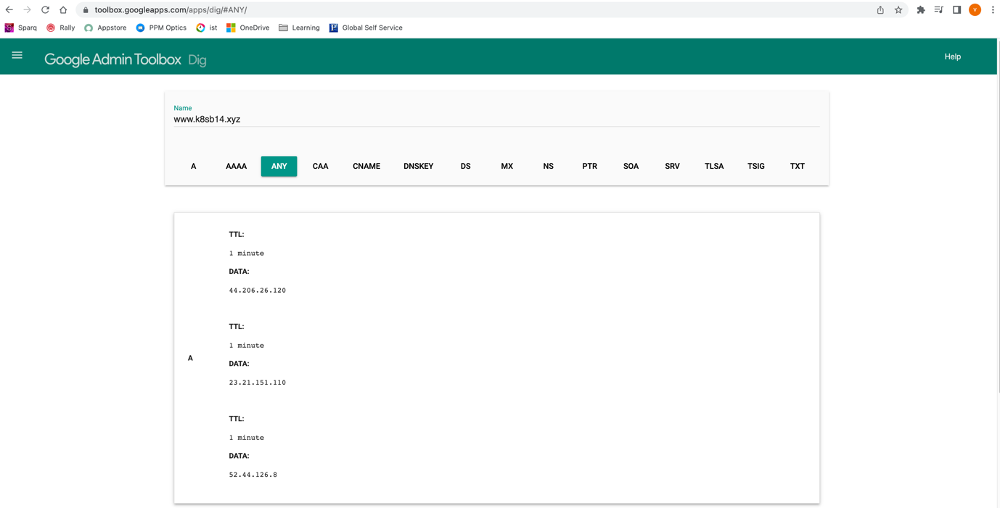 toolbox.googleapps.com/apps/dig/#ANY/
V
Sparq Rally Appstore PPM Optics ist OneDrive Learning Global Self Service
Google Admin Toolbox Dig
Help
Name
www.k8sb14.xyz
A AAAA ANY CAA CNAME DNSKEY DS MX NS PTR SOA SRV TLSA TSIG TXT
TTL:
1 minute
DATA:
44.206.26.120
TTL:
1 minute
A
DATA:
23.21.151.110
TTL:
1 minute
DATA:
52.44.126.8